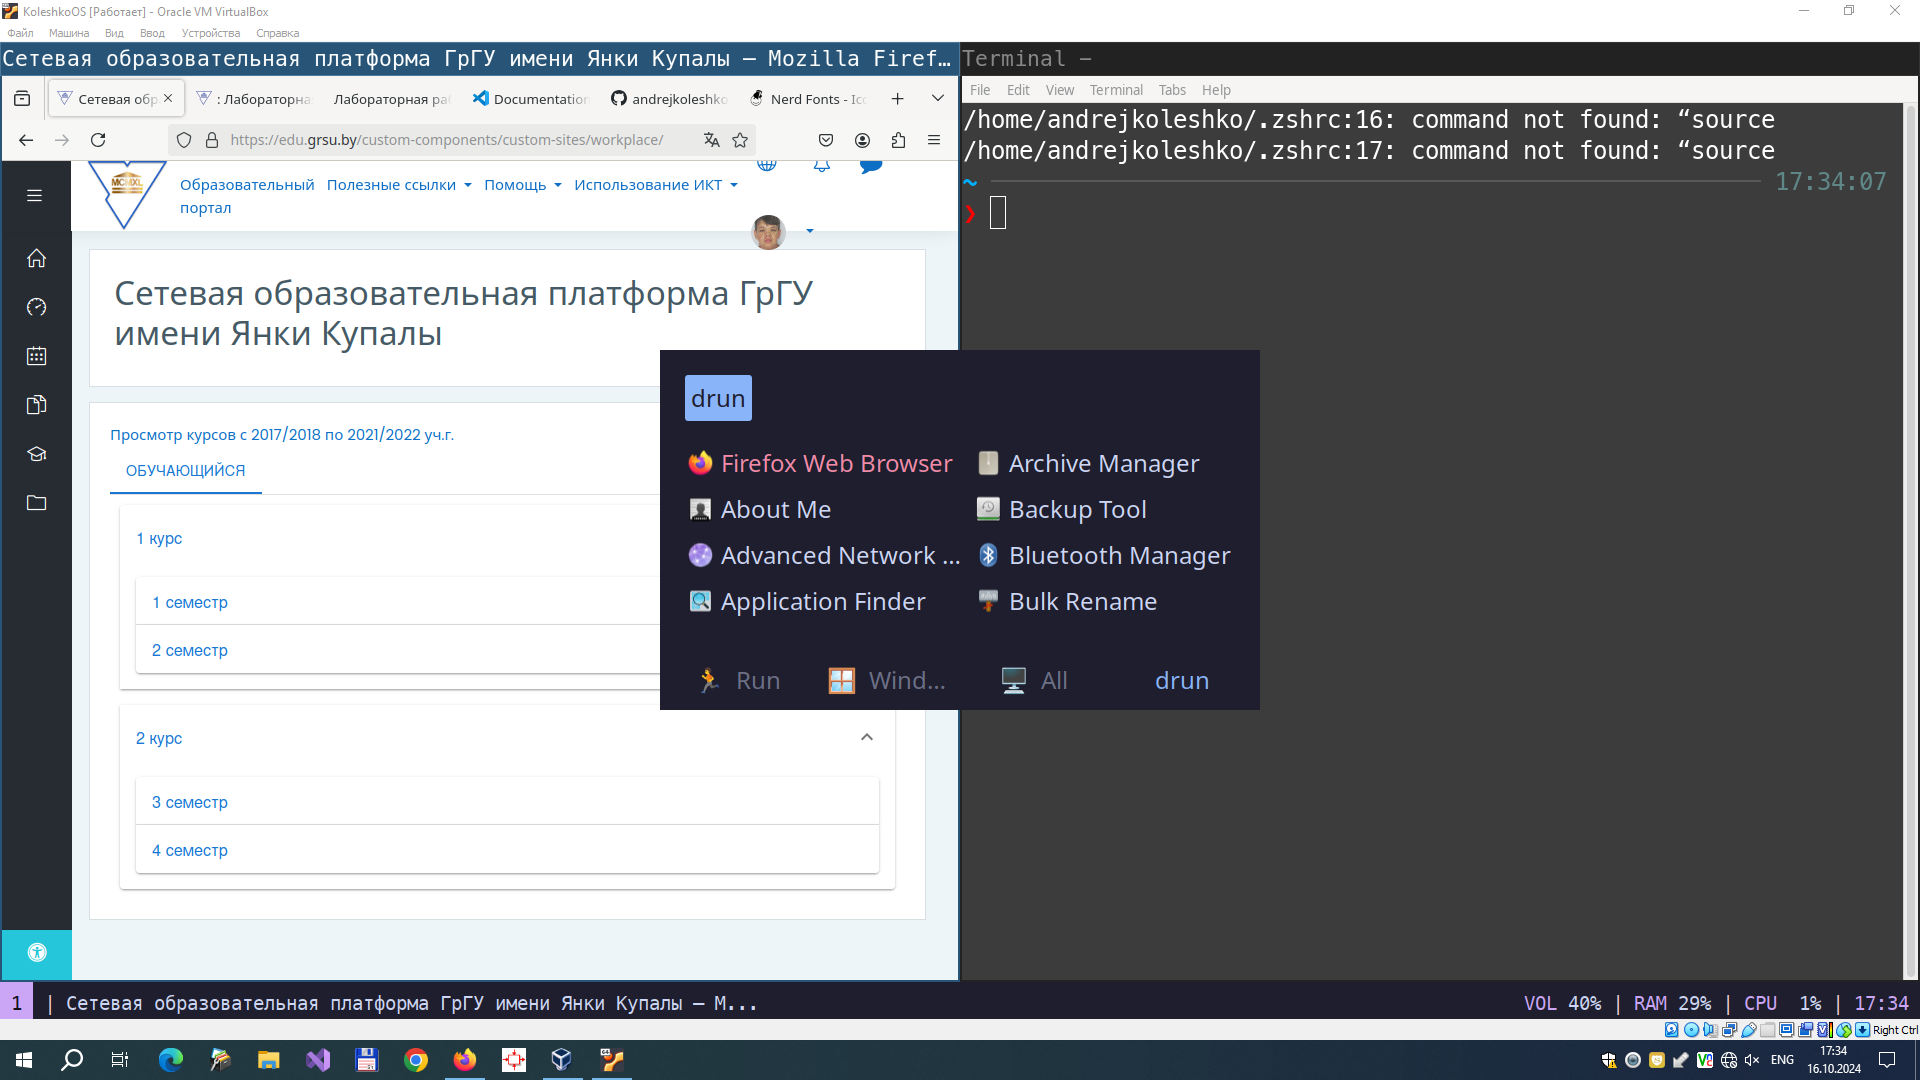 KoleshkoOS [Работает] - Oracle VM VirtualBox
Файл Машина Вид Ввод Устройства Справка
Сетевая образовательная платформа ГрГУ имени Янки Купалы — Mozilla Firef…
Сетевая обр
: Лабораторна
Лабораторная ра
Documentation
andrejkoleshko
Nerd Fonts - Ico
https://edu.grsu.by/custom-components/custom-sites/workplace/
MCMXL
Образовательный портал
Полезные ссылки
Помощь
Использование ИКТ
Сетевая образовательная платформа ГрГУ
имени Янки Купалы
Просмотр курсов с 2017/2018 по 2021/2022 уч.г.
ОБУЧАЮЩИЙСЯ
1 курс
1 семестр
2 семестр
2 курс
3 семестр
4 семестр
Terminal –
File Edit View Terminal Tabs Help
/home/andrejkoleshko/.zshrc:16: command not found: “source
/home/andrejkoleshko/.zshrc:17: command not found: “source
~ 17:34:07
❯
drun
Firefox Web Browser
About Me
Advanced Network ...
Application Finder
Archive Manager
Backup Tool
Bluetooth Manager
Bulk Rename
Run Wind... All drun
1 | Сетевая образовательная платформа ГрГУ имени Янки Купалы — M...
VOL 40% | RAM 29% | CPU 1% | 17:34
Right Ctrl
ENG
17:34
16.10.2024